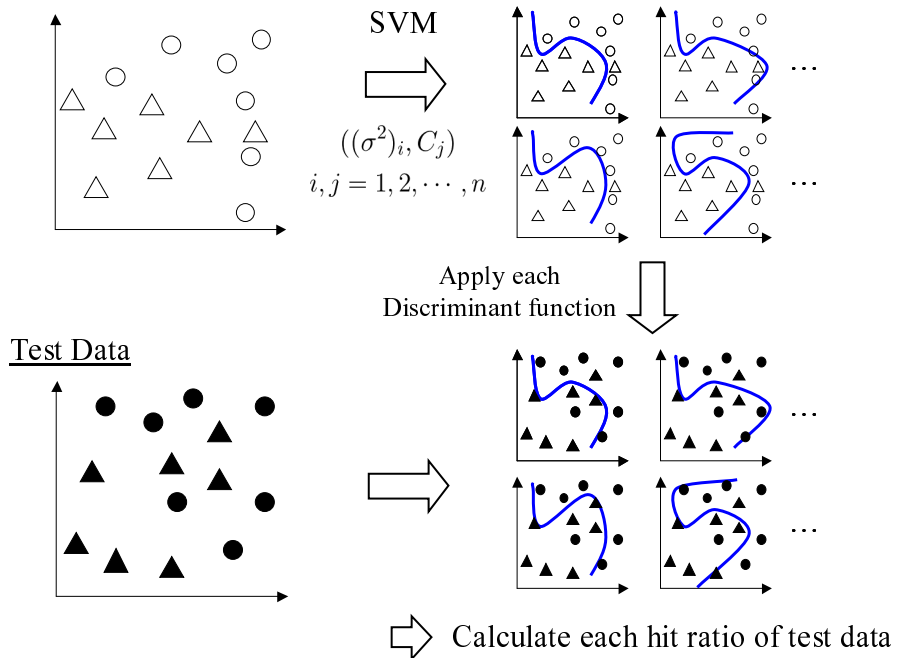 SVM
((σ²)ᵢ, Cⱼ)
i, j = 1, 2, ⋯ , n
...
...
Apply each
Discriminant function
Test Data
...
...
Calculate each hit ratio of test data